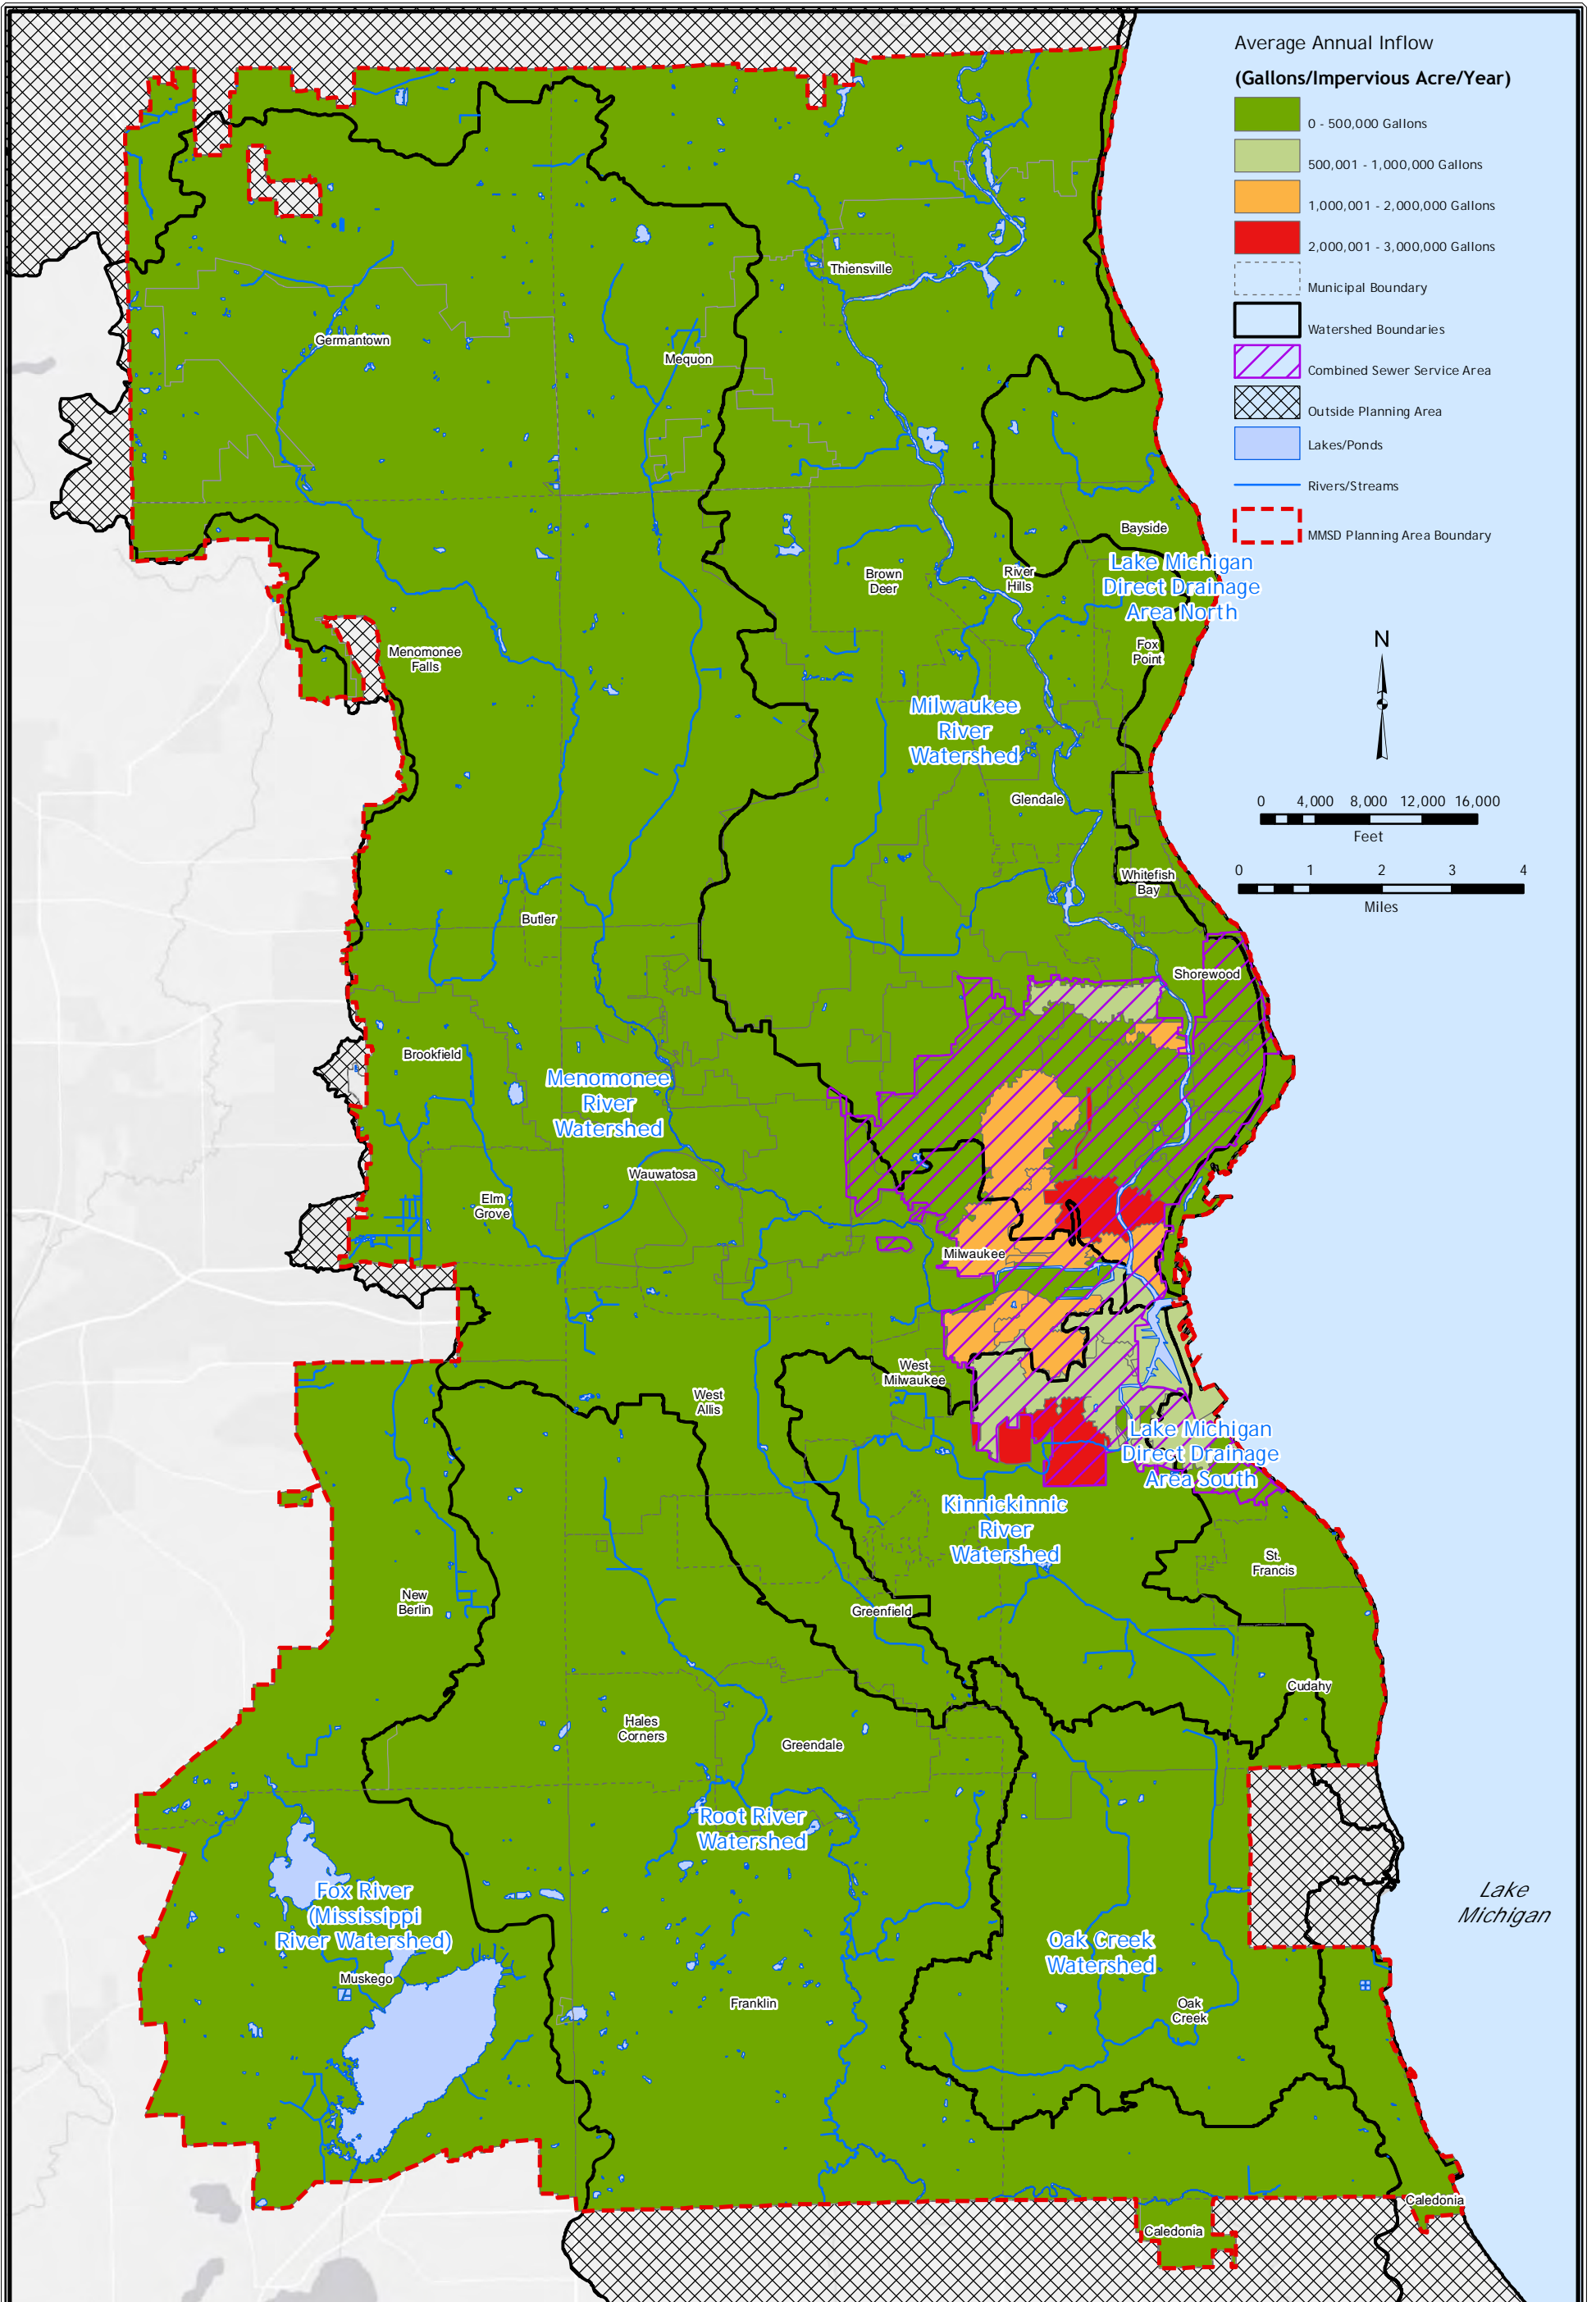 Average Annual Inflow
(Gallons/Impervious Acre/Year)
0 - 500,000 Gallons
500,001 - 1,000,000 Gallons
1,000,001 - 2,000,000 Gallons
2,000,001 - 3,000,000 Gallons
Municipal Boundary
Watershed Boundaries
Combined Sewer Service Area
Outside Planning Area
Lakes/Ponds
Rivers/Streams
MMSD Planning Area Boundary
N
0 4,000 8,000 12,000 16,000
Feet
0 1 2 3 4
Miles
Thiensville
Germantown
Mequon
Bayside
Lake Michigan
Direct Drainage
Area North
Brown
Deer
River
Hills
Fox
Point
Menomonee
Falls
Milwaukee
River
Watershed
Glendale
Whitefish
Bay
Butler
Shorewood
Brookfield
Menomonee
River
Watershed
Wauwatosa
Elm
Grove
Milwaukee
West
Milwaukee
West
Allis
Lake Michigan
Direct Drainage
Area South
Kinnickinnic
River
Watershed
St.
Francis
New
Berlin
Greenfield
Cudahy
Hales
Corners
Greendale
Root River
Watershed
Fox River
(Mississippi
River Watershed)
Lake
Michigan
Oak Creek
Watershed
Muskego
Franklin
Oak
Creek
Caledonia
Caledonia